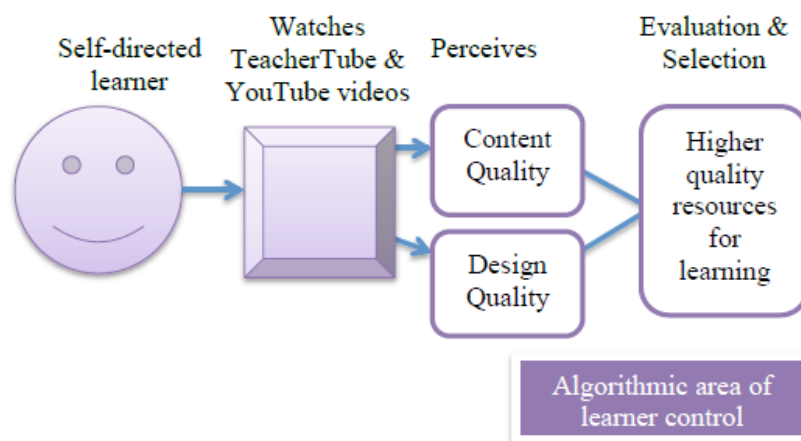 Self-directed
learner
Watches
TeacherTube &
YouTube videos
Perceives
Evaluation &
Selection
Content
Quality
Design
Quality
Higher
quality
resources
for
learning
Algorithmic area of
learner control